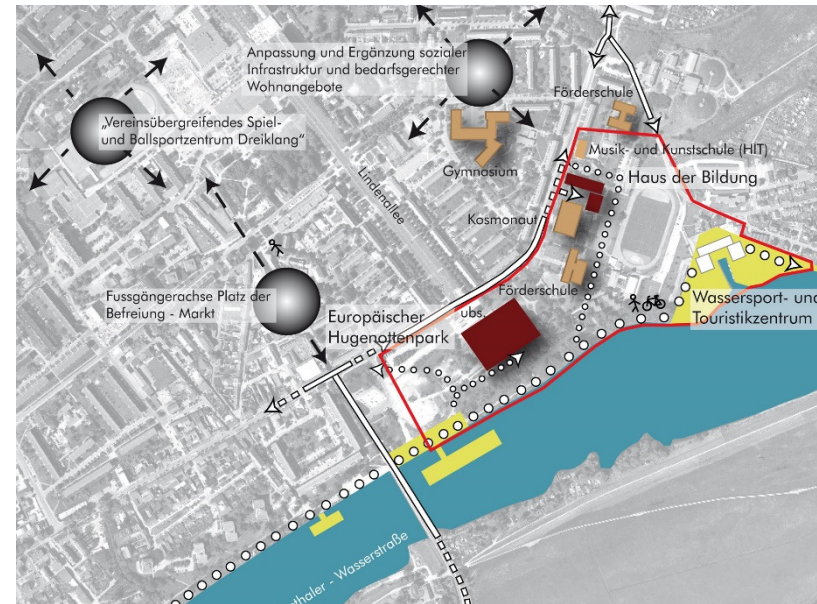 Anpassung und Ergänzung sozialer
Infrastruktur und bedarfsgerechter
Wohnangebote
„Vereinsübergreifendes Spiel-
und Ballsportzentrum Dreiklang“
Förderschule
Gymnasium
Musik- und Kunstschule (HIT)
Haus der Bildung
Lindenallee
Kosmonaut
Förderschule
Fussgängerachse Platz der
Befreiung - Markt
Europäischer
Hugenottenpark
ubs.
Wassersport- und
Touristikzentrum
thaler - Wasserstraße